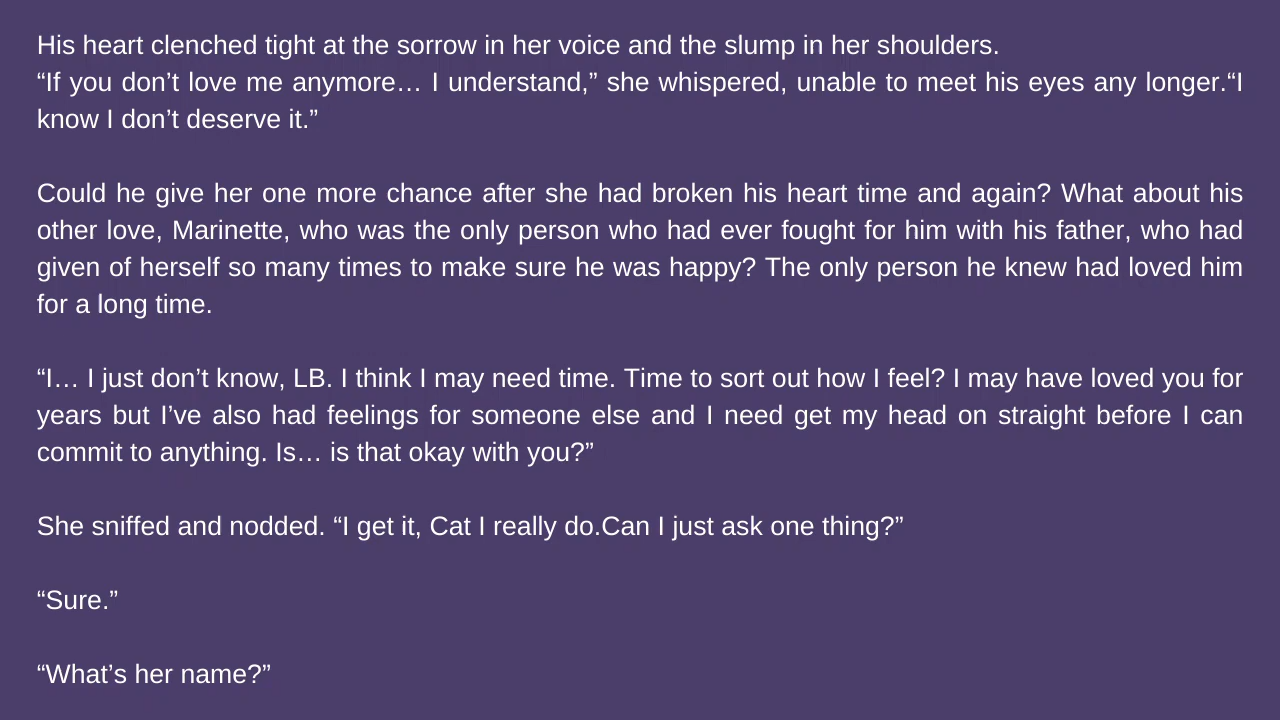 His heart clenched tight at the sorrow in her voice and the slump in her shoulders.
“If you don’t love me anymore… I understand,” she whispered, unable to meet his eyes any longer.“I
know I don’t deserve it.”
Could he give her one more chance after she had broken his heart time and again? What about his
other love, Marinette, who was the only person who had ever fought for him with his father, who had
given of herself so many times to make sure he was happy? The only person he knew had loved him
for a long time.
“I… I just don’t know, LB. I think I may need time. Time to sort out how I feel? I may have loved you for
years but I’ve also had feelings for someone else and I need get my head on straight before I can
commit to anything. Is… is that okay with you?”
She sniffed and nodded. “I get it, Cat I really do.Can I just ask one thing?”
“Sure.”
“What’s her name?”